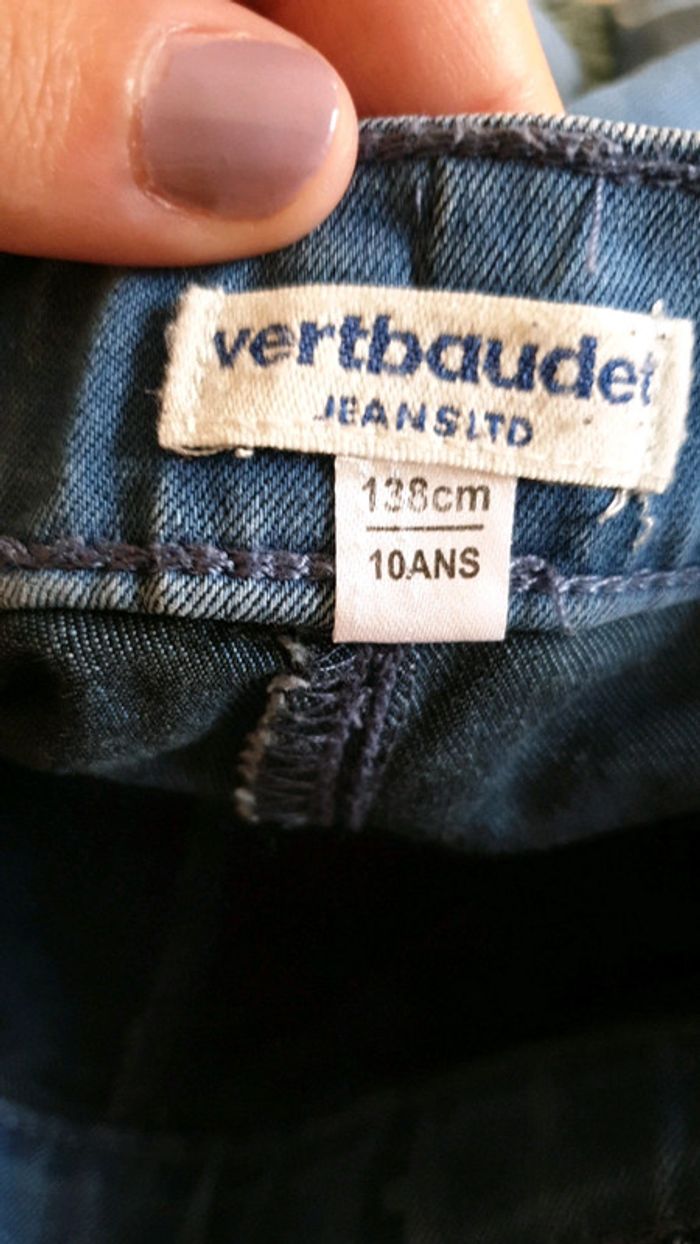 vertbaudet
JEANS LTD
138cm
10ANS